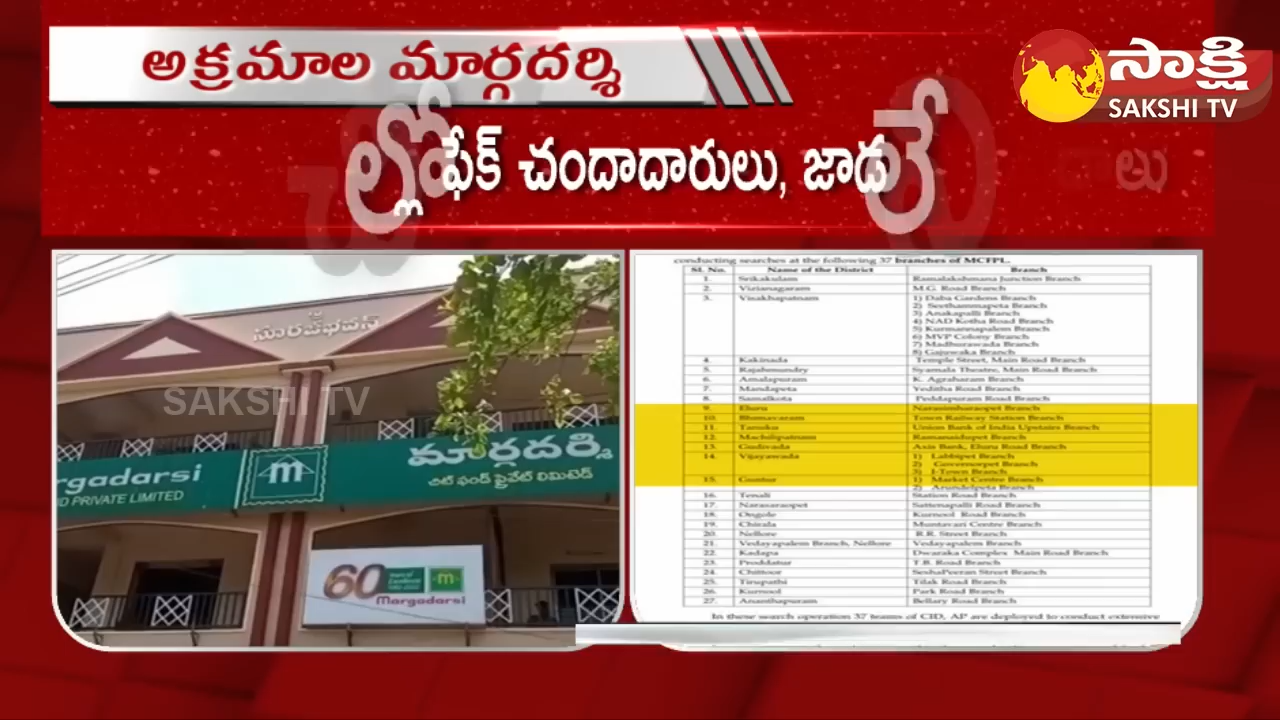 అక్రమాల మార్గదర్శి
సాక్షి
SAKSHI TV
ఫేక్ చందాదారులు, జాడ
లే
SAKSHI TV
మార్గదర్శి
చిట్ ఫండ్ ప్రైవేట్ లిమిటెడ్
rgadarsi
PRIVATE LIMITED
60
Margadarsi
conducting searches at the following 37 branches of MCTPL.
Sl. No. Name of the District Branch
1. Srikakulam Ramalakshmana Junction Branch
2. Vizianagaram M.G. Road Branch
3. Visakhapatnam 1) Daba Gardens Branch
2) Seethammapeta Branch
3) Anakapalli Branch
4) NAD Kotha Road Branch
5) Kurmannapalem Branch
6) MVP Colony Branch
7) Madhurawada Branch
8) Gajuwaka Branch
4. Kakinada Temple Street, Main Road Branch
5. Rajahmundry Syamala Theatre, Main Road Branch
6. Amalapuram K. Agraharam Branch
7. Mandapeta Yeditha Road Branch
8. Samalkota Peddapuram Road Branch
9. Eluru Narasimharaopet Branch
10. Bhimavaram Town Railway Station Branch
11. Tanuku Union Bank of India Upstairs Branch
12. Machilipatnam Ramanaidupet Branch
13. Gudivada Axis Bank, Eluru Road Branch
14. Vijayawada 1) Labbipet Branch
2) Governorpet Branch
3) I-Town Branch
15. Guntur 1) Market Centre Branch
2) Arundelpeta Branch
16. Tenali Station Road Branch
17. Narasaraopet Sattenapalli Road Branch
18. Ongole Kurnool Road Branch
19. Chirala Muntavari Centre Branch
20. Nellore R.R. Street Branch
21. Vedayapalem Branch, Nellore Vedayapalem Branch
22. Kadapa Dwaraka Complex Main Road Branch
23. Proddatur T.B. Road Branch
24. Chittoor SeshaPeeran Street Branch
25. Tirupathi Tilak Road Branch
26. Kurnool Park Road Branch
27. Ananthapuram Bellary Road Branch
In these search operation 37 teams of CID, AP are deployed to conduct extensive